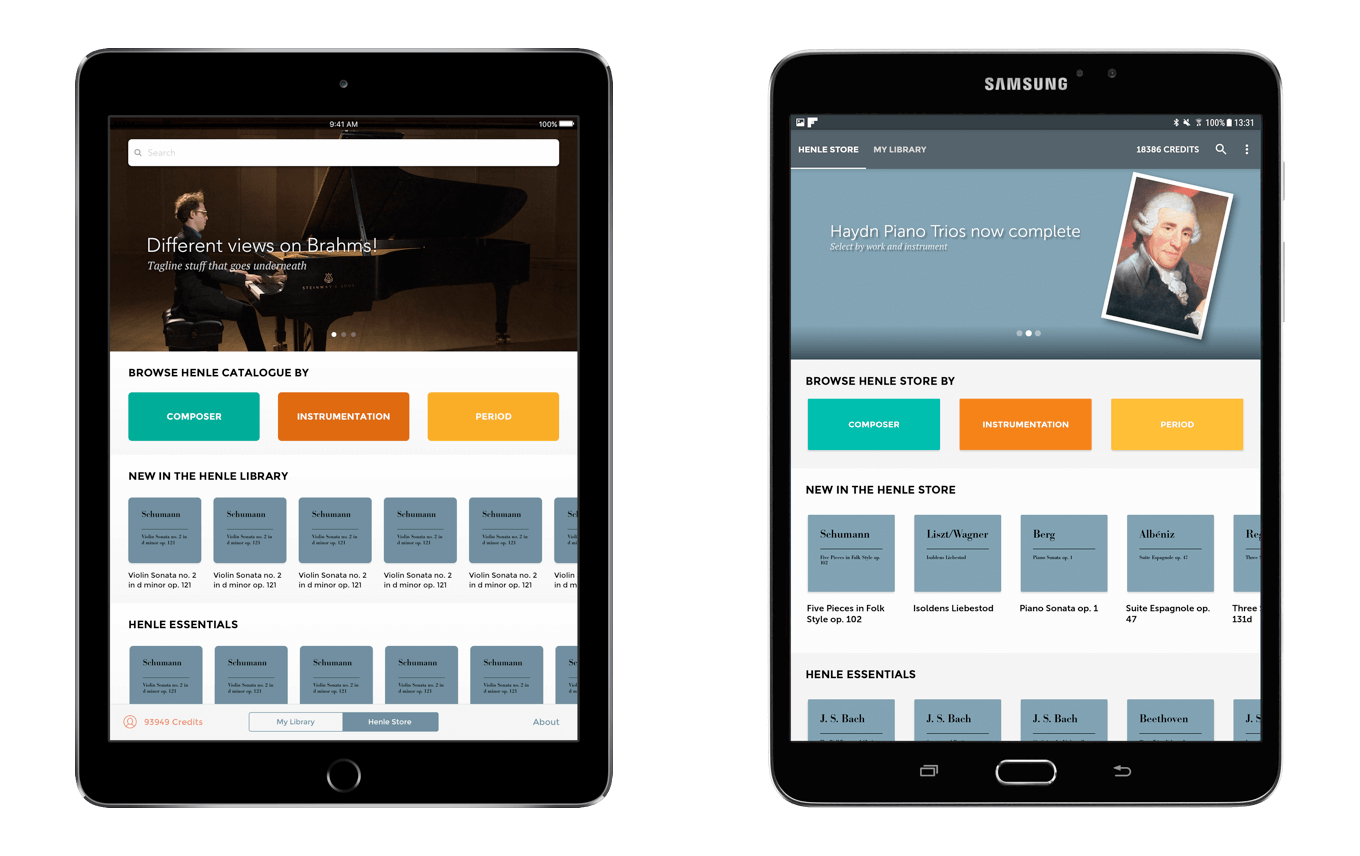 9:41 AM
100%
Search
Different views on Brahms!
Tagline stuff that goes underneath
STEINWAY & SONS
BROWSE HENLE CATALOGUE BY
COMPOSER
INSTRUMENTATION
PERIOD
NEW IN THE HENLE LIBRARY
Schumann
Violin Sonata no. 2 in
d minor op. 121
Schumann
Violin Sonata no. 2 in
d minor op. 121
Schumann
Violin Sonata no. 2 in
d minor op. 121
Schumann
Violin Sonata no. 2 in
d minor op. 121
Schumann
Violin Sonata no. 2 in
d minor op. 121
Sch
Violin
d min
Violin Sonata no. 2
in d minor op. 121
Violin Sonata no. 2
in d minor op. 121
Violin Sonata no. 2
in d minor op. 121
Violin Sonata no. 2
in d minor op. 121
Violin Sonata no. 2
in d minor op. 121
Violin
in d m
HENLE ESSENTIALS
Schumann
Violin Sonata no. 2 in
d minor op. 121
Schumann
Violin Sonata no. 2 in
d minor op. 121
Schumann
Violin Sonata no. 2 in
d minor op. 121
Schumann
Violin Sonata no. 2 in
d minor op. 121
Schumann
Violin Sonata no. 2 in
d minor op. 121
Sch
93949 Credits
My Library
Henle Store
About
SAMSUNG
100% 13:31
HENLE STORE
MY LIBRARY
18386 CREDITS
Haydn Piano Trios now complete
Select by work and instrument
BROWSE HENLE STORE BY
COMPOSER
INSTRUMENTATION
PERIOD
NEW IN THE HENLE STORE
Schumann
Five Pieces in Folk Style op.
102
Liszt/Wagner
Isoldens Liebestod
Berg
Piano Sonata op. 1
Albéniz
Suite Espagnole op. 47
Reg
Three S
Five Pieces in Folk
Style op. 102
Isoldens Liebestod
Piano Sonata op. 1
Suite Espagnole op.
47
Three S
131d
HENLE ESSENTIALS
J. S. Bach
J. S. Bach
J. S. Bach
Beethoven
J. S